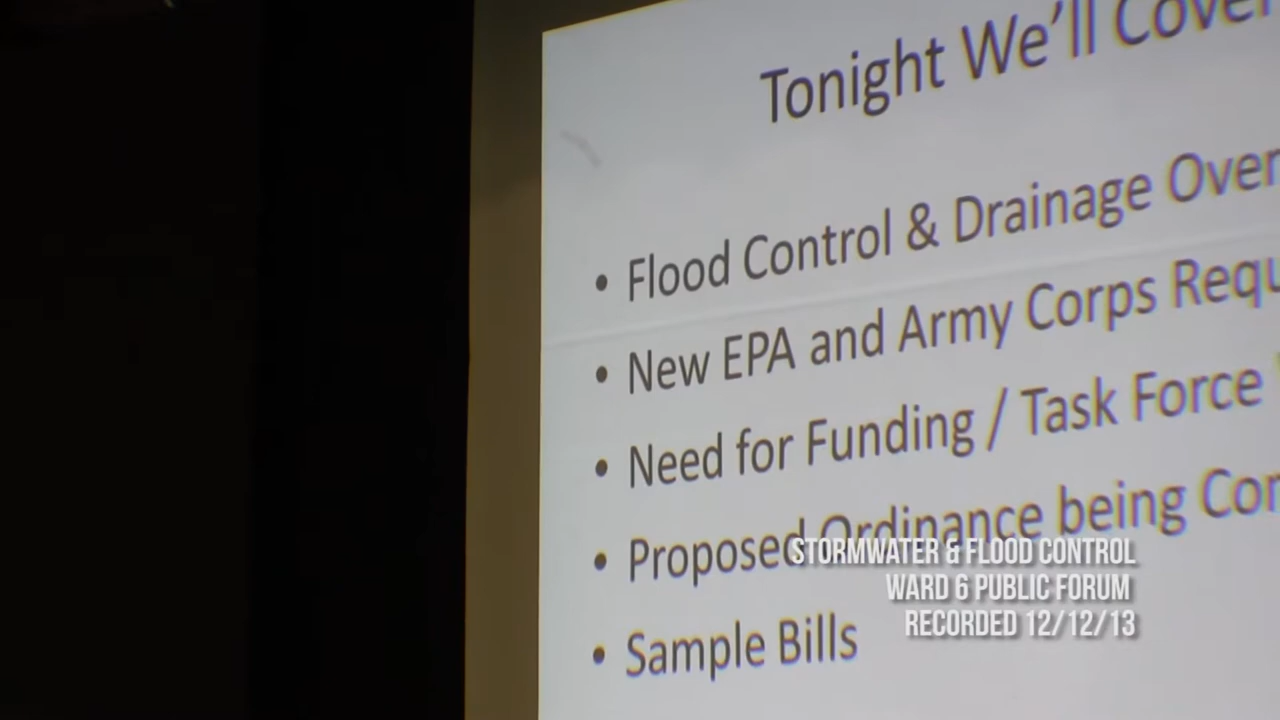 Tonight We'll Cover
• Flood Control & Drainage Over
• New EPA and Army Corps Requ
• Need for Funding / Task Force
• Proposed Ordinance being Con
• Sample Bills
STORMWATER & FLOOD CONTROL
WARD 6 PUBLIC FORUM
RECORDED 12/12/13